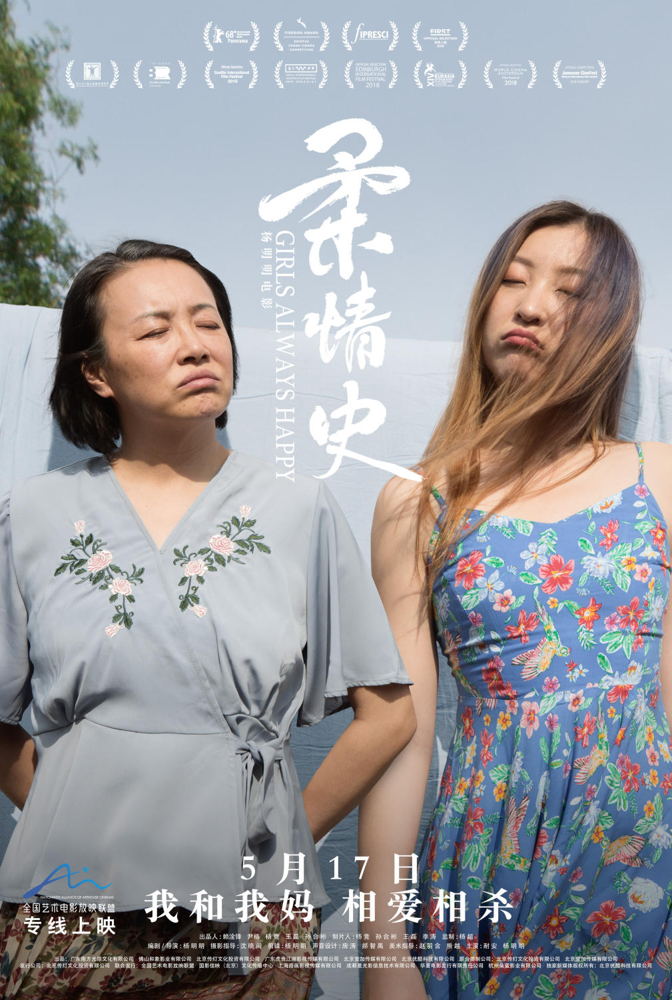 68th
Panorama
FIREBIRD AWARD
HKIFF42
YOUNG CINEMA
COMPETITION
FIPRESCI
FIRST
OFFICIAL SELECTION
2018
Official Selection
Seattle International
Film Festival
2018
OFFICIAL SELECTION
EDINBURGH
INTERNATIONAL
FILM FESTIVAL
2018
XIV
EURASIA
WORLD CINEMA
AMSTERDAM
Film Festival
2018
OFFICIAL COMPETITION
Jameson CineFest
柔情史
GIRLS ALWAYS HAPPY
杨明明电影
5月17日
我和我妈 相爱相杀
NATIONWIDE ALLIANCE OF ARTHOUSE CINEMAS
全国艺术电影放映联盟
专线上映
出品人:赖淦锋 尹格 杨竞 王磊 孙合彬 制片人:杨竞 孙合彬 王磊 李涛 监制:杨超
编剧/导演:杨明明 摄影指导:沈晓闽 剪辑:杨明明 声音设计:房涛 郝智禹 美术指导:赵羽含 熊越 主演:耐安 杨明明
出品:广东南方光原文化有限公司 佛山和象影业有限公司 北京传灯文化投资有限公司 广东虎贲江湖影视传媒有限公司 北京壹加传媒有限公司 北京优酷科技有限公司 联合摄制公司:北京传灯文化投资有限公司 北京壹加传媒有限公司
发行公司:北京传灯文化投资有限公司 联合发行:全国艺术电影放映联盟 国影佳映(北京)文化传播中心 上海路画影视传媒有限公司 成都星光影信息技术有限公司 华夏电影发行有限责任公司 杭州朵蜜影业有限公司 独家新媒体版权所有:北京优酷科技有限公司